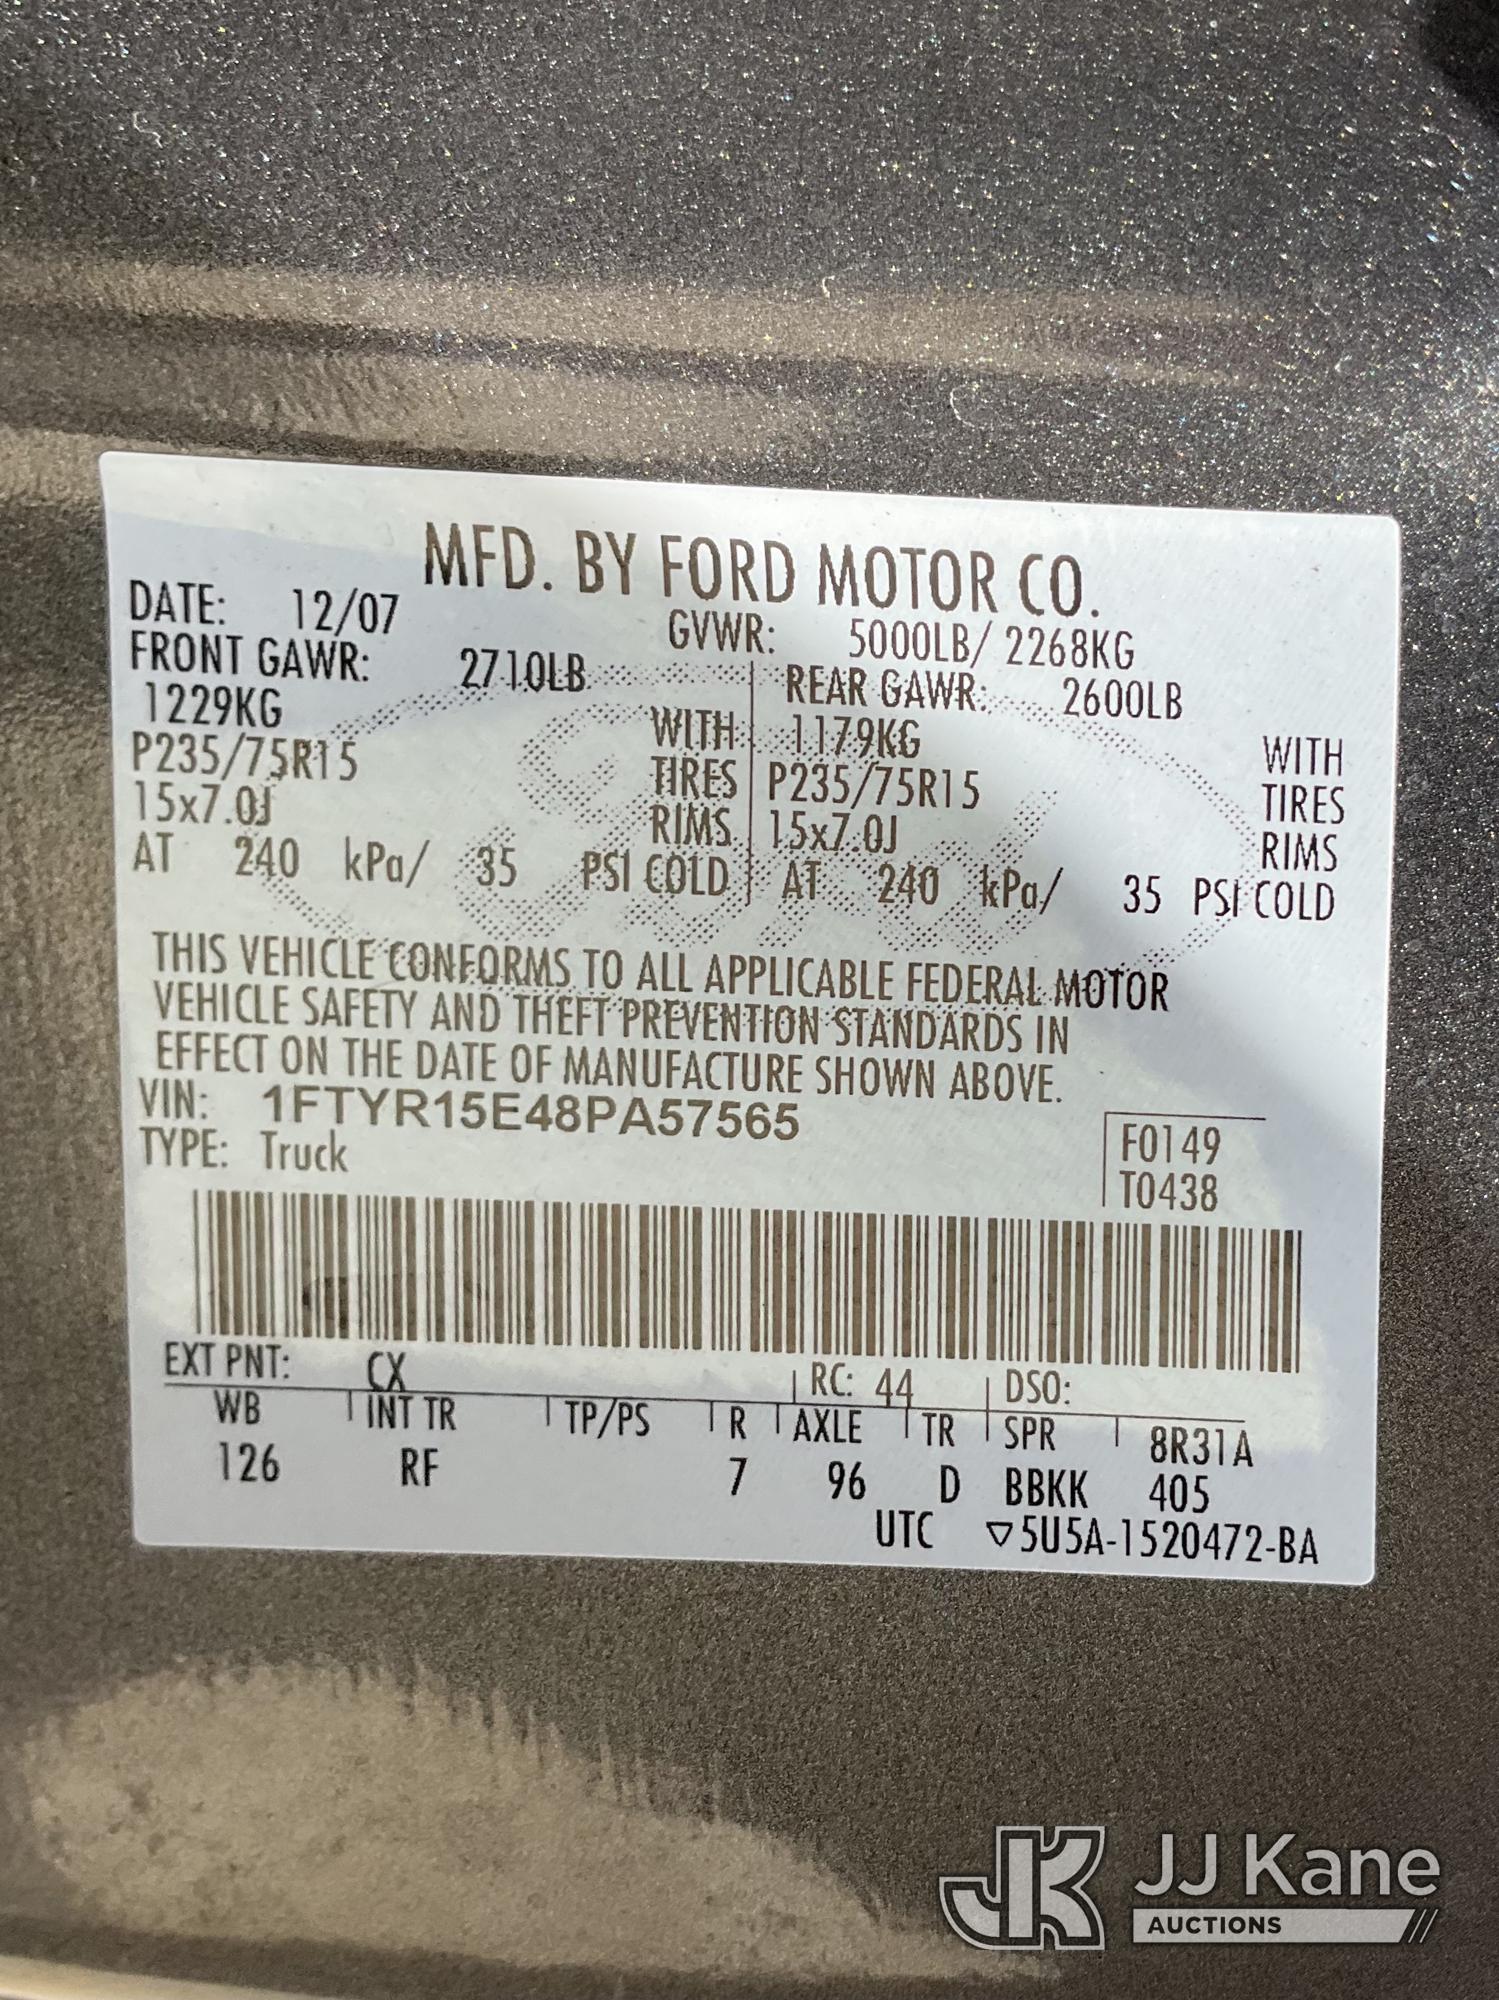 MFD. BY FORD MOTOR CO.
DATE: 12/07 GVWR: 5000LB/ 2268KG
FRONT GAWR: 2710LB REAR GAWR: 2600LB
1229KG WITH 1179KG WITH
P235/75R15 TIRES P235/75R15 TIRES
15x7.0J RIMS 15x7.0J RIMS
AT 240 kPa/ 35 PSI COLD AT 240 kPa/ 35 PSI COLD
THIS VEHICLE CONFORMS TO ALL APPLICABLE FEDERAL MOTOR
VEHICLE SAFETY AND THEFT PREVENTION STANDARDS IN
EFFECT ON THE DATE OF MANUFACTURE SHOWN ABOVE.
VIN: 1FTYR15E48PA57565 F0149
TYPE: Truck T0438
EXT PNT: CX RC: 44 DSO:
WB INT TR TP/PS R AXLE TR SPR 8R31A
126 RF 7 96 D BBKK 405
UTC ▽5U5A-1520472-BA
JK JJ Kane
AUCTIONS